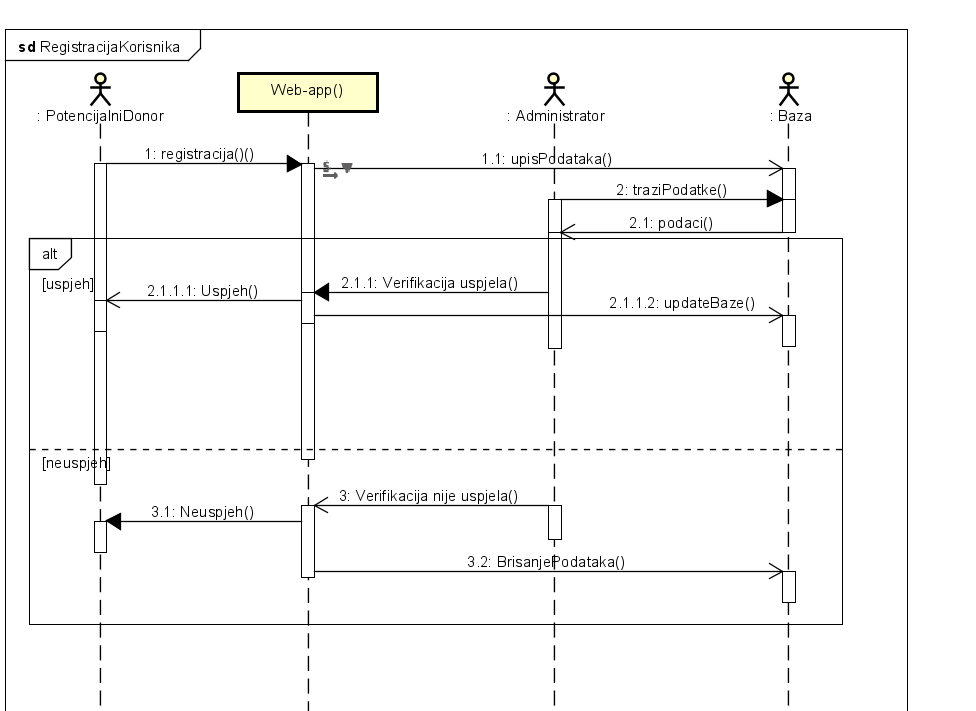 sd RegistracijaKorisnika
: PotencijalniDonor
Web-app()
: Administrator
: Baza
1: registracija()()
1.1: upisPodataka()
2: traziPodatke()
2.1: podaci()
alt
[uspjeh]
2.1.1: Verifikacija uspjela()
2.1.1.1: Uspjeh()
2.1.1.2: updateBaze()
[neuspjeh]
3: Verifikacija nije uspjela()
3.1: Neuspjeh()
3.2: BrisanjePodataka()